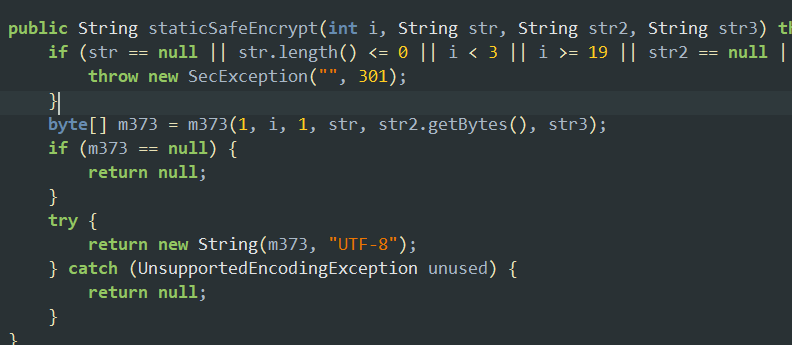 public String staticSafeEncrypt(int i, String str, String str2, String str3) th
if (str == null || str.length() <= 0 || i < 3 || i >= 19 || str2 == null |
throw new SecException("", 301);
}
byte[] m373 = m373(1, i, 1, str, str2.getBytes(), str3);
if (m373 == null) {
return null;
}
try {
return new String(m373, "UTF-8");
} catch (UnsupportedEncodingException unused) {
return null;
}
}